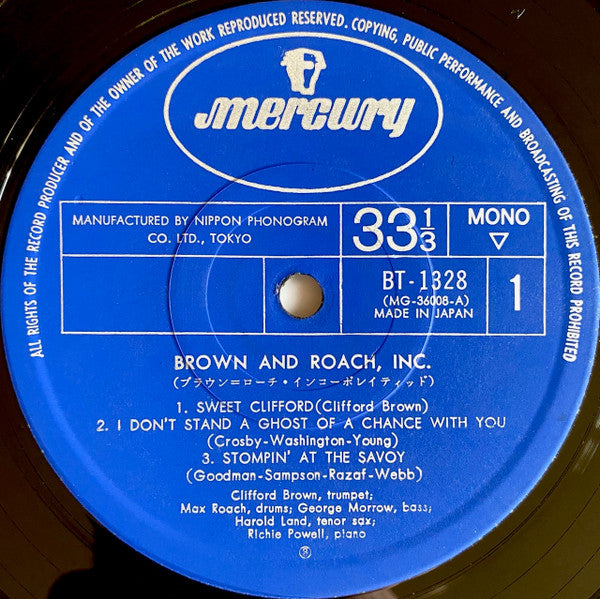 ALL RIGHTS OF THE RECORD PRODUCER AND OF THE OWNER OF THE WORK REPRODUCED RESERVED. COPYING, PUBLIC PERFORMANCE AND BROADCASTING OF THIS RECORD PROHIBITED
mercury
MANUFACTURED BY NIPPON PHONOGRAM
CO. LTD., TOKYO
33 1/3
MONO
▽
BT-1328
(MG-36008-A)
MADE IN JAPAN
1
BROWN AND ROACH, INC.
(ブラウン=ローチ・インコーポレイティッド)
1. SWEET CLIFFORD (Clifford Brown)
2. I DON'T STAND A GHOST OF A CHANCE WITH YOU
(Crosby-Washington-Young)
3. STOMPIN' AT THE SAVOY
(Goodman-Sampson-Razaf-Webb)
Clifford Brown, trumpet;
Max Roach, drums; George Morrow, bass;
Harold Land, tenor sax;
Richie Powell, piano